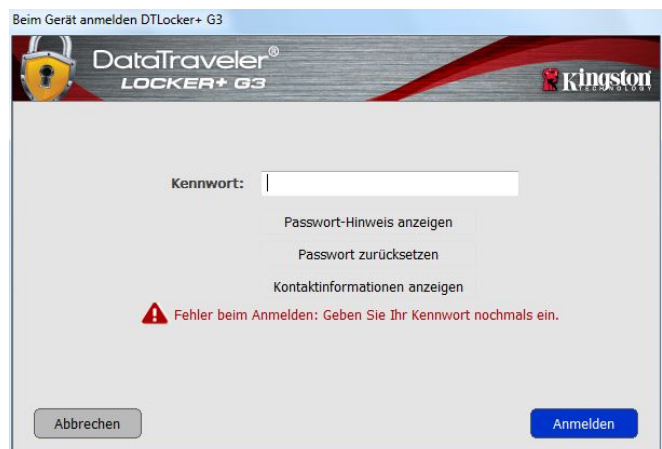 Beim Gerät anmelden DTLocker+ G3
DataTraveler®
LOCKER+ G3
Kingston
TECHNOLOGY
Kennwort:
Passwort-Hinweis anzeigen
Passwort zurücksetzen
Kontaktinformationen anzeigen
Fehler beim Anmelden: Geben Sie Ihr Kennwort nochmals ein.
Abbrechen
Anmelden